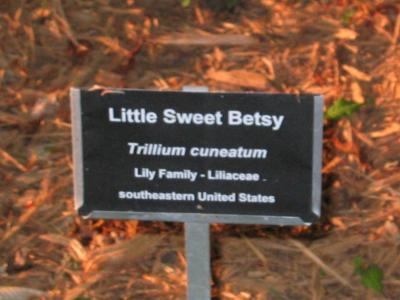 Little Sweet Betsy
Trillium cuneatum
Lily Family - Liliaceae
southeastern United States